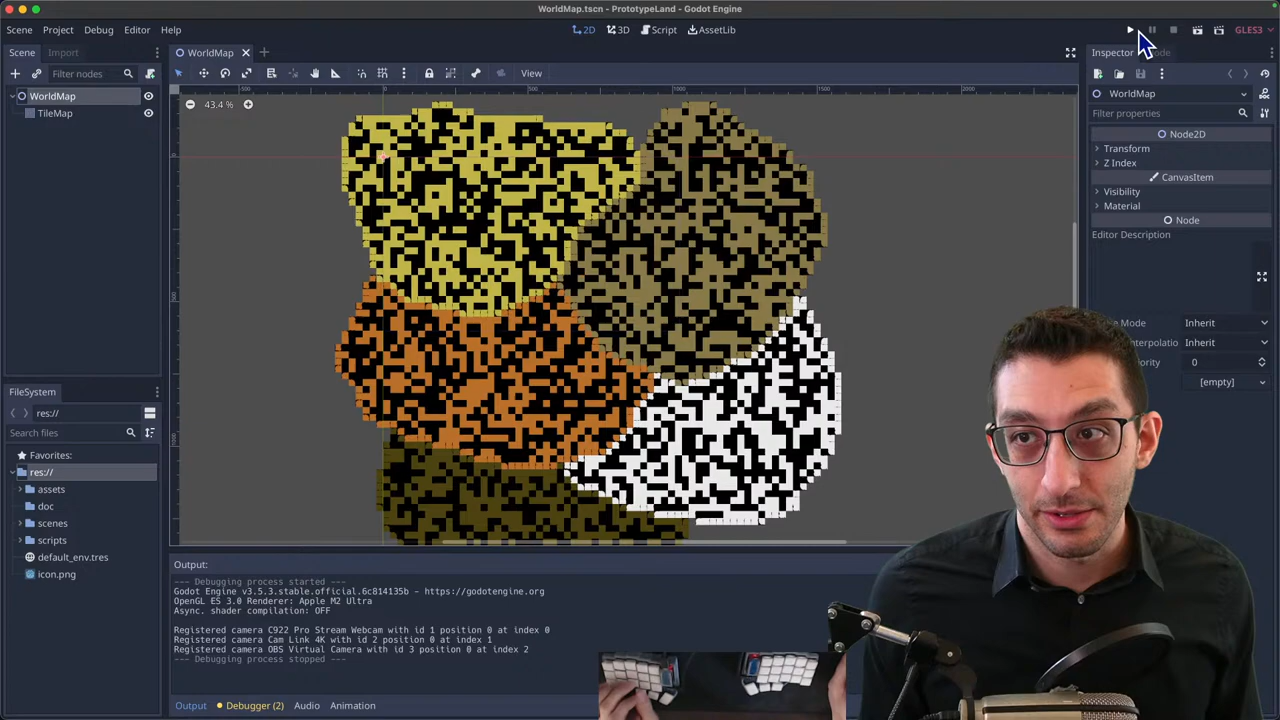 WorldMap.tscn - PrototypeLand - Godot Engine
Scene Project Debug Editor Help
2D 3D Script AssetLib
GLES3
Scene Import
WorldMap
Inspector
Filter nodes
View
WorldMap
TileMap
-500 0 500 1000 1500 2000
43.4 %
WorldMap
Filter properties
Node2D
Transform
Z Index
CanvasItem
Visibility
Material
Node
Editor Description
Mode Inherit
Inherit
0
[empty]
FileSystem
res://
Search files
Favorites:
res://
assets
doc
scenes
scripts
default_env.tres
icon.png
Output:
--- Debugging process started ---
Godot Engine v3.5.3.stable.official.6c814135b - https://godotengine.org
OpenGL ES 3.0 Renderer: Apple M2 Ultra
Async. shader compilation: OFF
Registered camera C922 Pro Stream Webcam with id 1 position 0 at index 0
Registered camera Cam Link 4K with id 2 position 0 at index 1
Registered camera OBS Virtual Camera with id 3 position 0 at index 2
--- Debugging process stopped ---
Output Debugger (2) Audio Animation